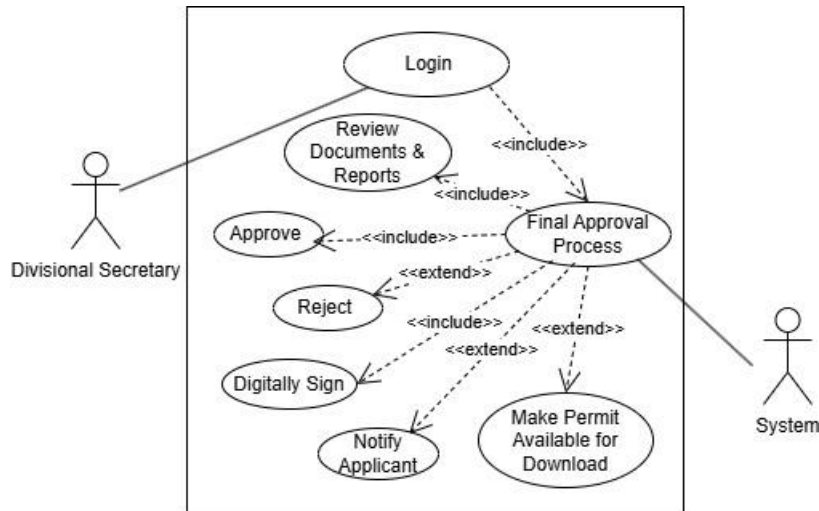 Login
Review
Documents &
Reports
<<include>>
<<include>>
Approve
<<include>>
Final Approval
Process
Divisional Secretary
<<extend>>
Reject
<<include>>
<<extend>>
<<extend>>
Digitally Sign
Make Permit
Available for
Download
Notify
Applicant
System